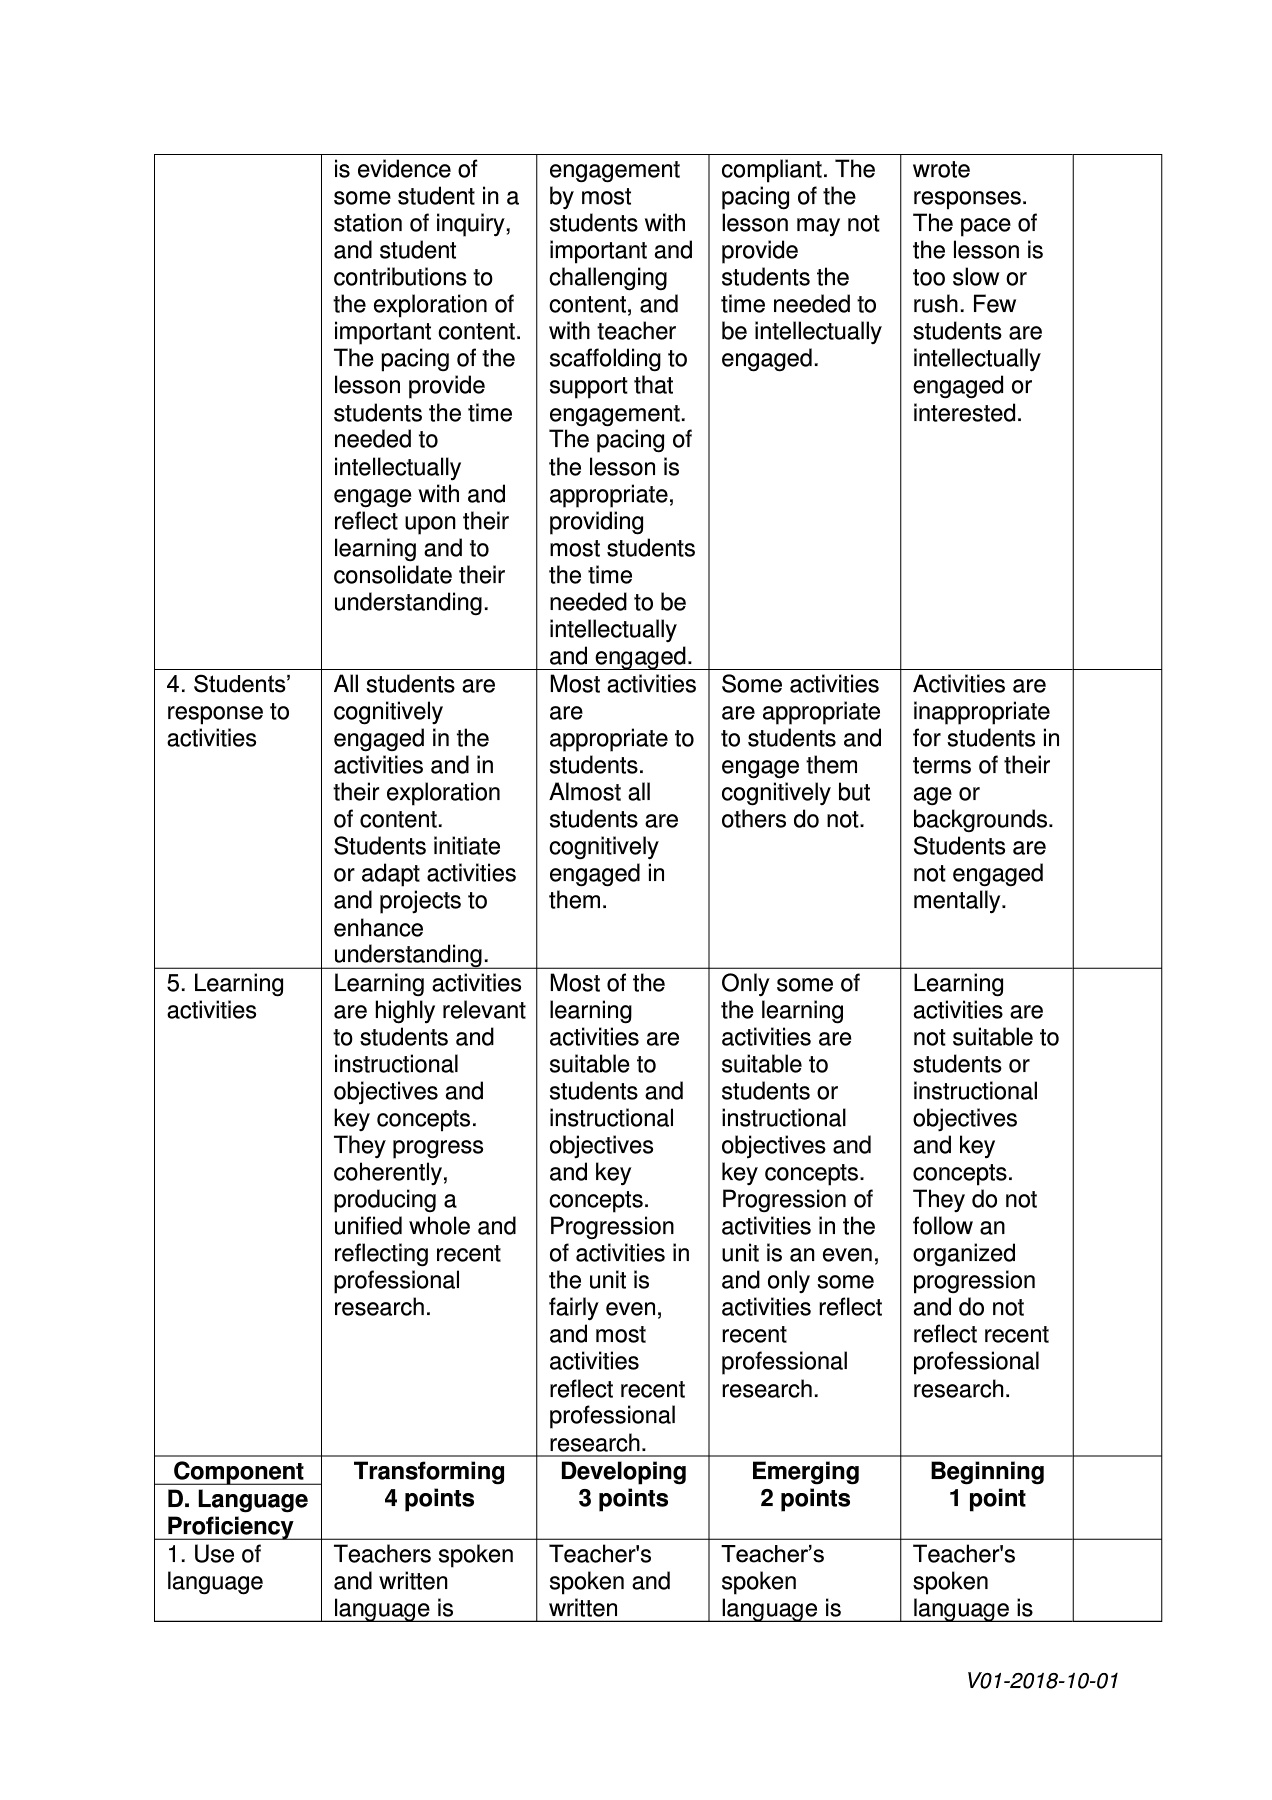 is evidence of
some student in a
station of inquiry,
and student
contributions to
the exploration of
important content.
The pacing of the
lesson provide
students the time
needed to
intellectually
engage with and
reflect upon their
learning and to
consolidate their
understanding.
engagement
by most
students with
important and
challenging
content, and
with teacher
scaffolding to
support that
engagement.
The pacing of
the lesson is
appropriate,
providing
most students
the time
needed to be
intellectually
and engaged.
compliant. The
pacing of the
lesson may not
provide
students the
time needed to
be intellectually
engaged.
wrote
responses.
The pace of
the lesson is
too slow or
rush. Few
students are
intellectually
engaged or
interested.
4. Students’
response to
activities
All students are
cognitively
engaged in the
activities and in
their exploration
of content.
Students initiate
or adapt activities
and projects to
enhance
understanding.
Most activities
are
appropriate to
students.
Almost all
students are
cognitively
engaged in
them.
Some activities
are appropriate
to students and
engage them
cognitively but
others do not.
Activities are
inappropriate
for students in
terms of their
age or
backgrounds.
Students are
not engaged
mentally.
5. Learning
activities
Learning activities
are highly relevant
to students and
instructional
objectives and
key concepts.
They progress
coherently,
producing a
unified whole and
reflecting recent
professional
research.
Most of the
learning
activities are
suitable to
students and
instructional
objectives
and key
concepts.
Progression
of activities in
the unit is
fairly even,
and most
activities
reflect recent
professional
research.
Only some of
the learning
activities are
suitable to
students or
instructional
objectives and
key concepts.
Progression of
activities in the
unit is an even,
and only some
activities reflect
recent
professional
research.
Learning
activities are
not suitable to
students or
instructional
objectives
and key
concepts.
They do not
follow an
organized
progression
and do not
reflect recent
professional
research.
Component
D. Language
Proficiency
Transforming
4 points
Developing
3 points
Emerging
2 points
Beginning
1 point
1. Use of
language
Teachers spoken
and written
language is
Teacher's
spoken and
written
Teacher’s
spoken
language is
Teacher's
spoken
language is
V01-2018-10-01